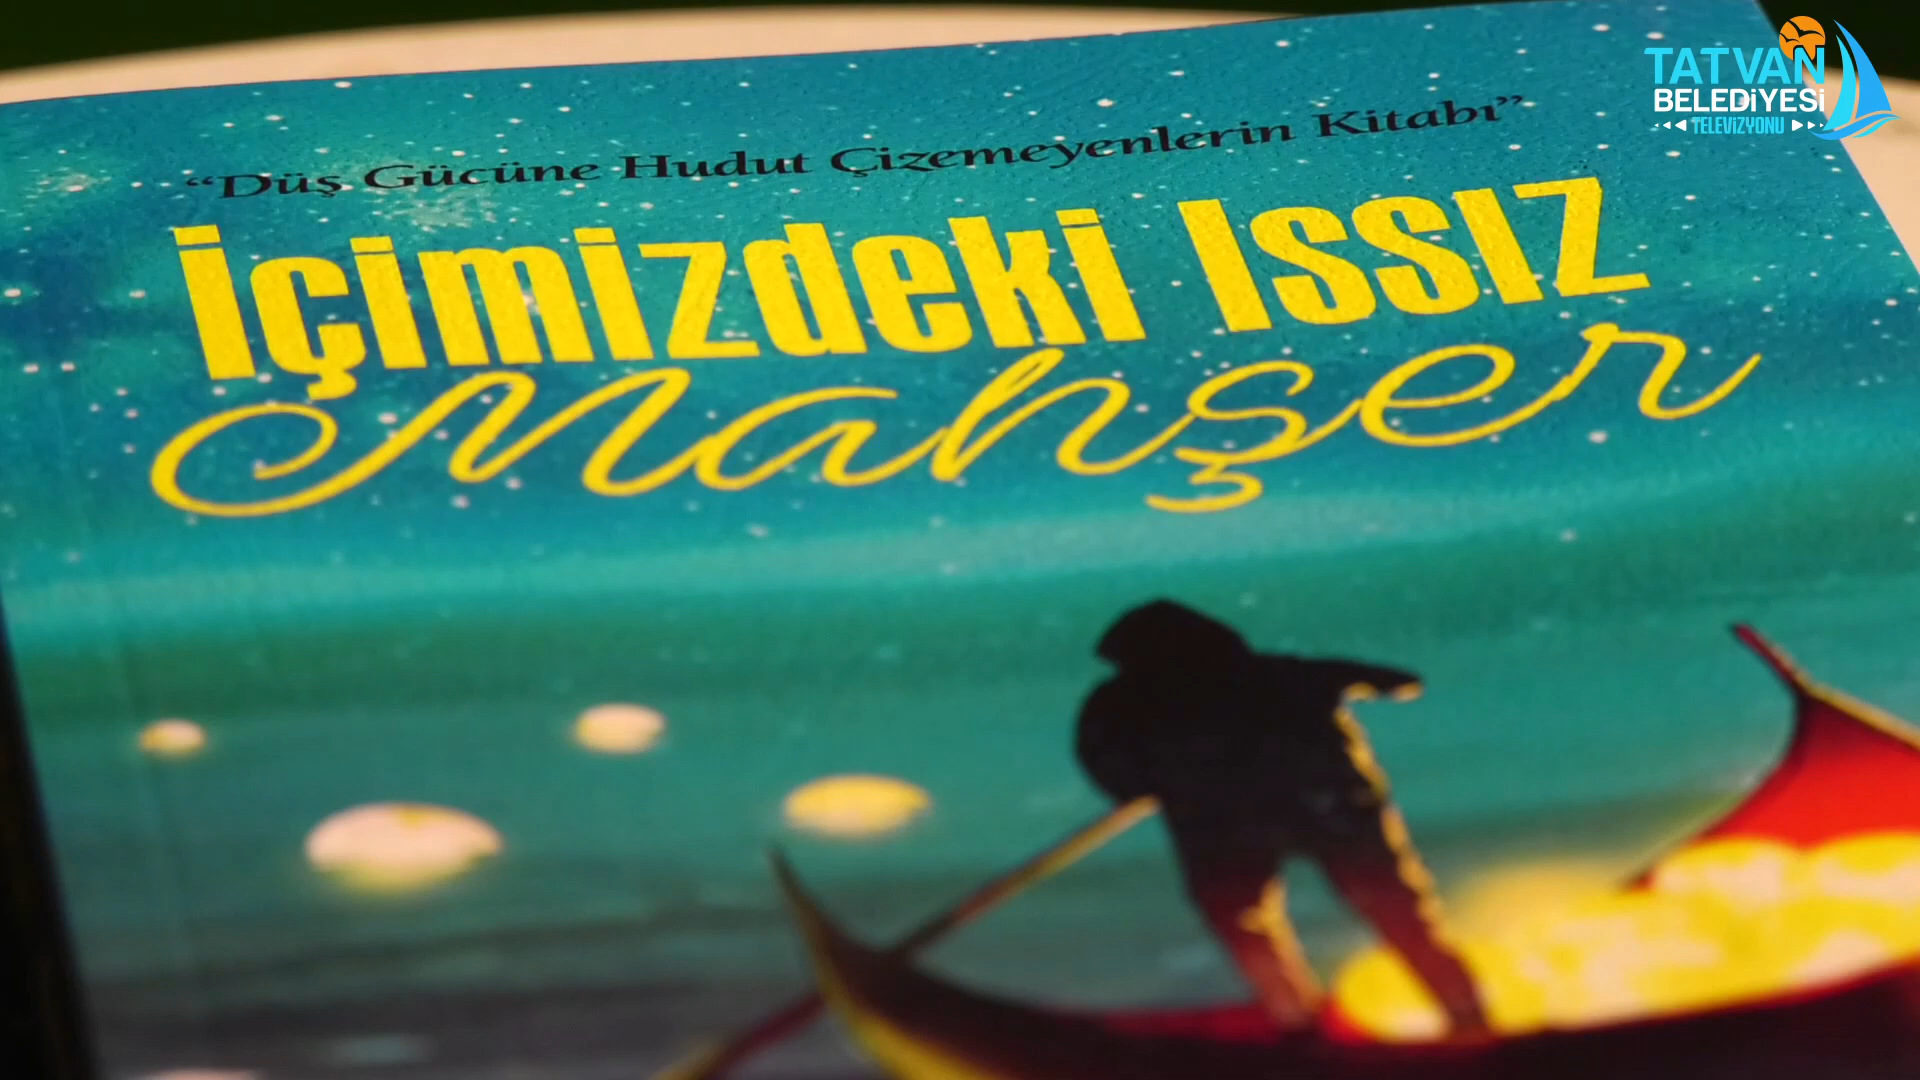 TATVAN
BELEDİYESİ
TELEVİZYONU
“Düş Gücüne Hudut Çizemeyenlerin Kitabı”
İçimizdeki Issız
Mahşer